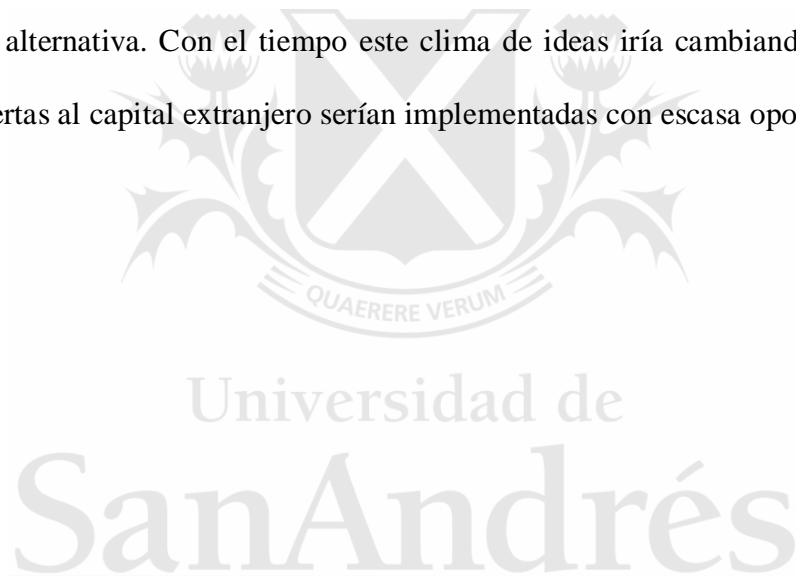 alternativa. Con el tiempo este clima de ideas iría cambiand
ertas al capital extranjero serían implementadas con escasa opo
QUAERERE VERUM
Universidad de
SanAndrés